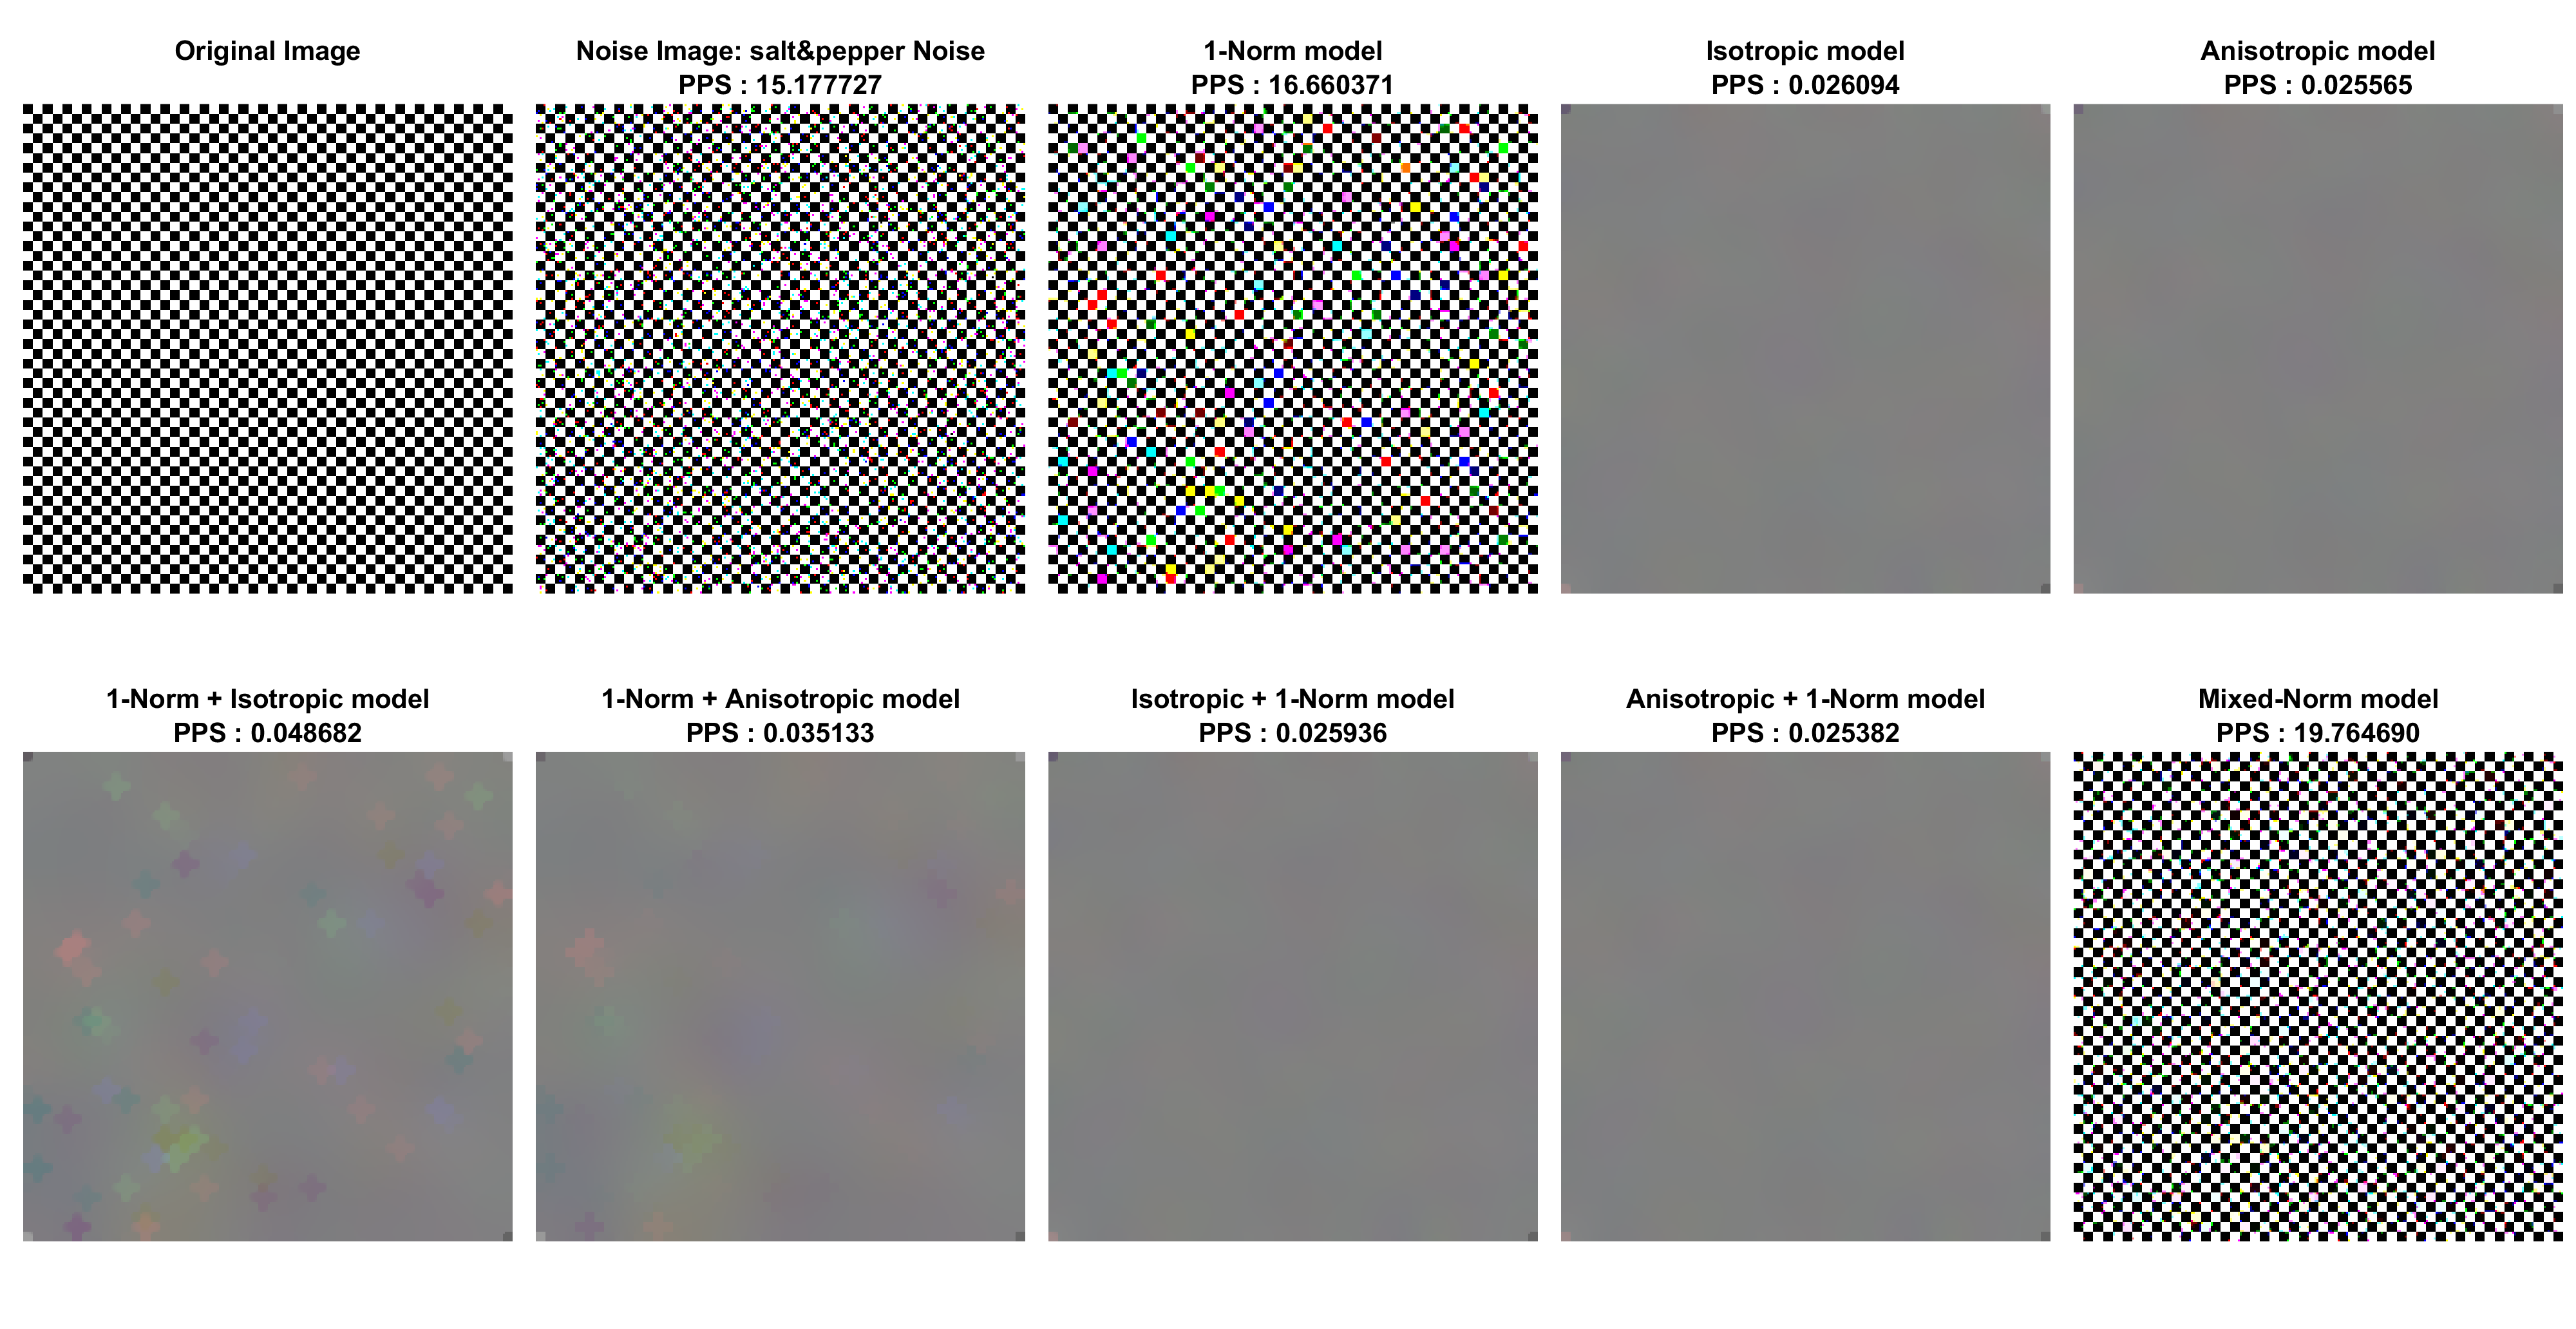 Original Image
Noise Image: salt&pepper Noise
PPS : 15.177727
1-Norm model
PPS : 16.660371
Isotropic model
PPS : 0.026094
Anisotropic model
PPS : 0.025565
1-Norm + Isotropic model
PPS : 0.048682
1-Norm + Anisotropic model
PPS : 0.035133
Isotropic + 1-Norm model
PPS : 0.025936
Anisotropic + 1-Norm model
PPS : 0.025382
Mixed-Norm model
PPS : 19.764690